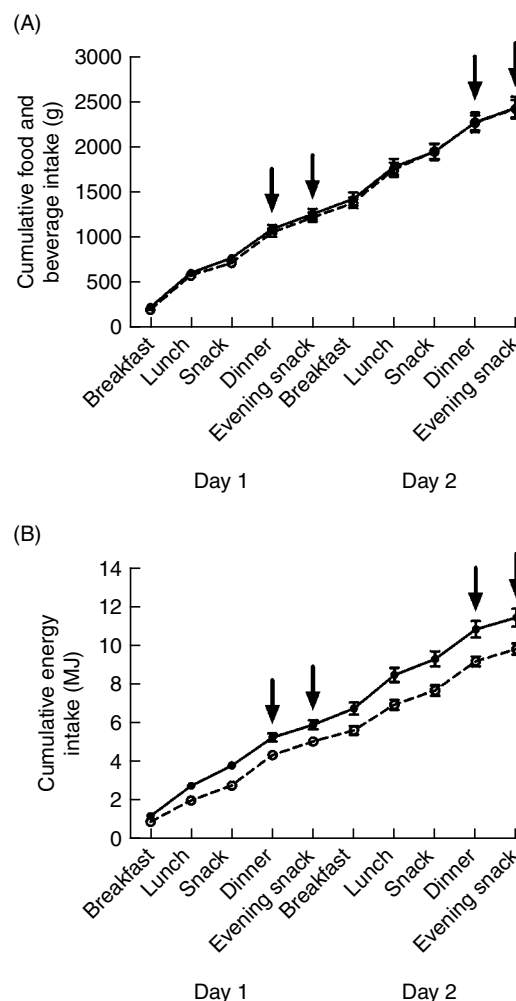 (A)
3000
2500
2000
1500
1000
500
0
Cumulative food and
beverage intake (g)
Breakfast
Lunch
Snack
Dinner
Evening snack
Breakfast
Lunch
Snack
Dinner
Evening snack
Day 1
Day 2
(B)
14
12
10
8
6
4
2
0
Cumulative energy
intake (MJ)
Breakfast
Lunch
Snack
Dinner
Evening snack
Breakfast
Lunch
Snack
Dinner
Evening snack
Day 1
Day 2